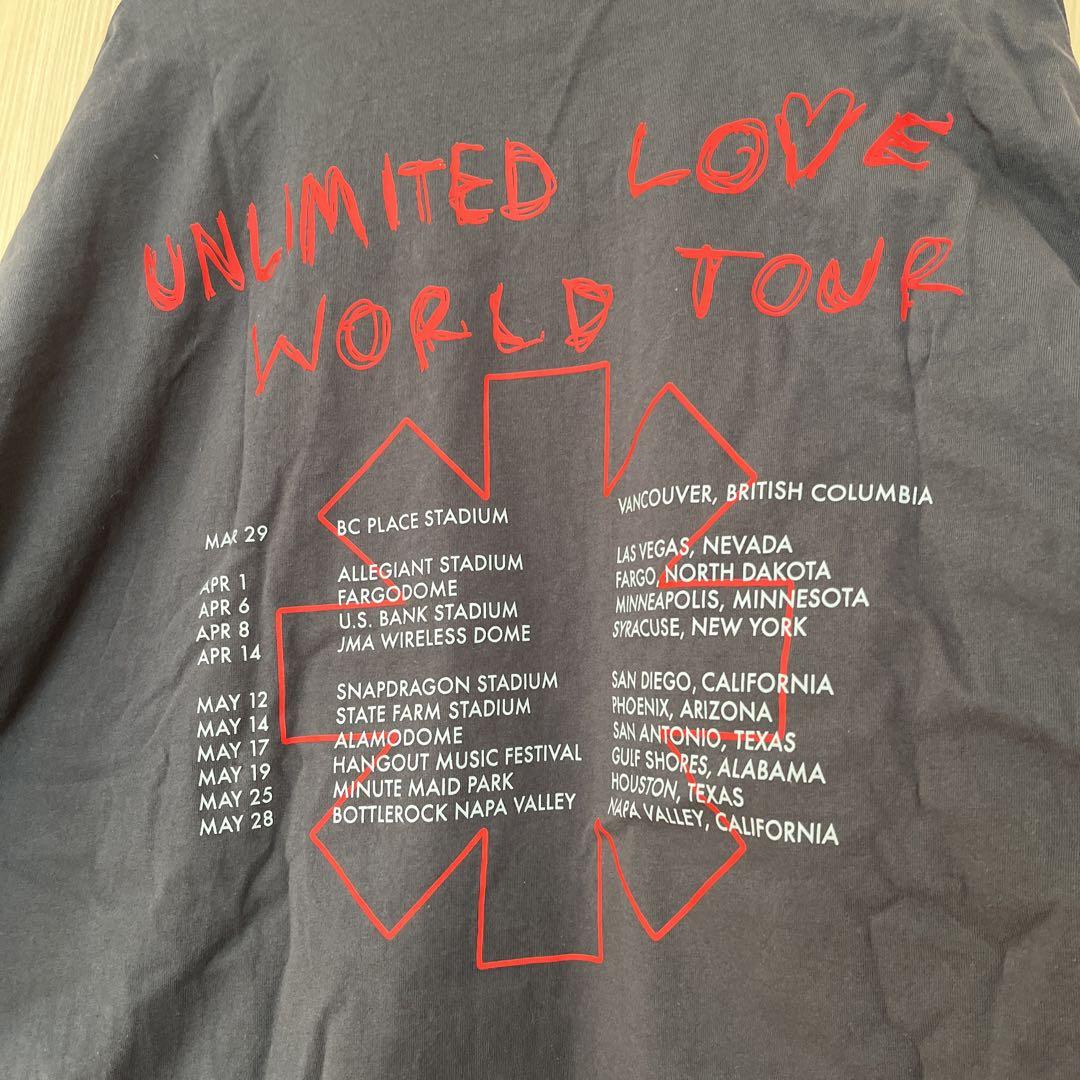 UNLIMITED LOVE
WORLD TOUR
MAR 29 BC PLACE STADIUM VANCOUVER, BRITISH COLUMBIA
APR 1 ALLEGIANT STADIUM LAS VEGAS, NEVADA
APR 6 FARGODOME FARGO, NORTH DAKOTA
APR 8 U.S. BANK STADIUM MINNEAPOLIS, MINNESOTA
APR 14 JMA WIRELESS DOME SYRACUSE, NEW YORK
MAY 12 SNAPDRAGON STADIUM SAN DIEGO, CALIFORNIA
MAY 14 STATE FARM STADIUM PHOENIX, ARIZONA
MAY 17 ALAMODOME SAN ANTONIO, TEXAS
MAY 19 HANGOUT MUSIC FESTIVAL GULF SHORES, ALABAMA
MAY 25 MINUTE MAID PARK HOUSTON, TEXAS
MAY 28 BOTTLEROCK NAPA VALLEY NAPA VALLEY, CALIFORNIA